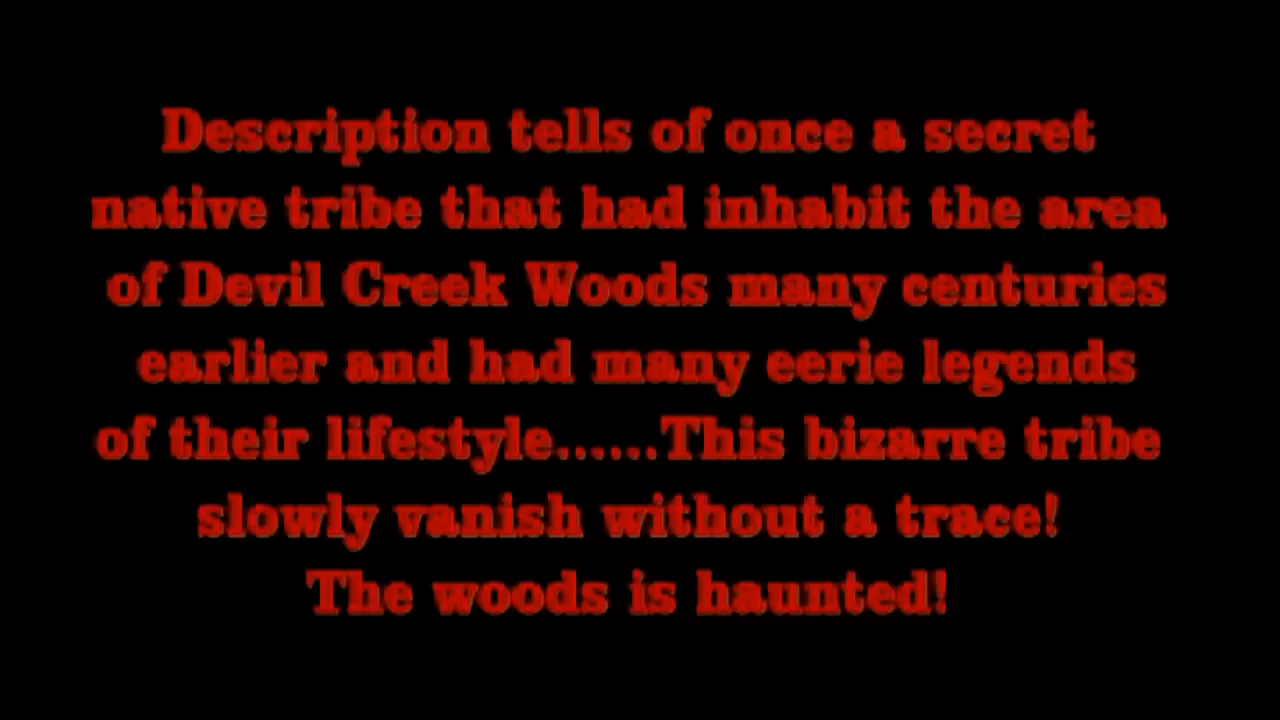 Description tells of once a secret
native tribe that had inhabit the area
of Devil Creek Woods many centuries
earlier and had many eerie legends
of their lifestyle......This bizarre tribe
slowly vanish without a trace!
The woods is haunted!